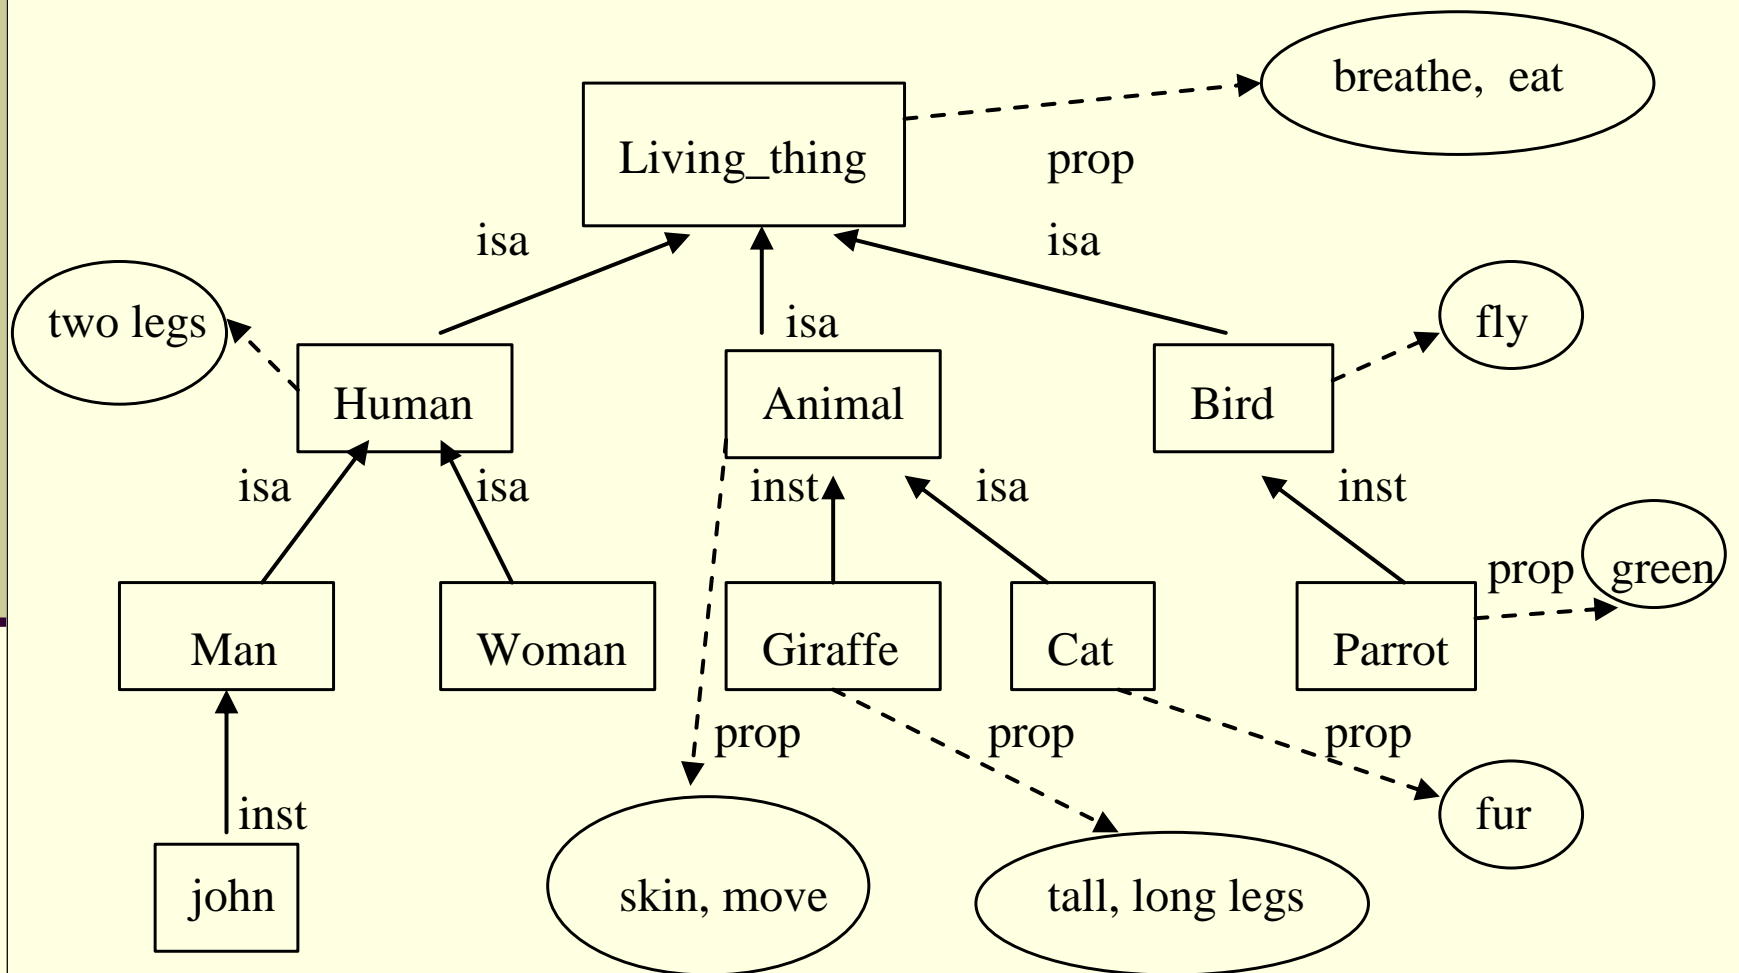 breathe, eat
Living_thing
prop
isa
isa
two legs
isa
fly
Human
Animal
Bird
isa
isa
inst
isa
inst
prop
green
Man
Woman
Giraffe
Cat
Parrot
prop
prop
prop
inst
fur
john
skin, move
tall, long legs